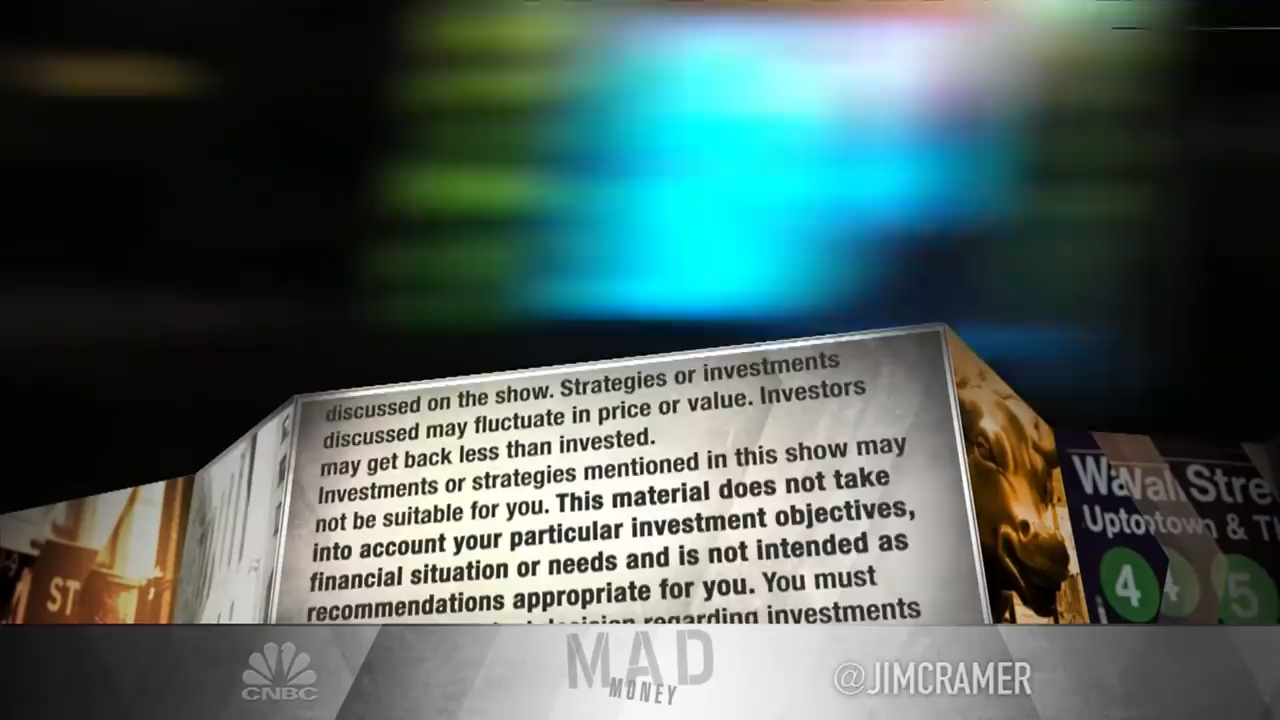 discussed on the show. Strategies or investments
discussed may fluctuate in price or value. Investors
may get back less than invested.
Investments or strategies mentioned in this show may
not be suitable for you. This material does not take
into account your particular investment objectives,
financial situation or needs and is not intended as
recommendations appropriate for you. You must
regarding investments
ST
Wall Stre
Uptown & T
4
4
5
CNBC
MAD
MONEY
@JIMCRAMER